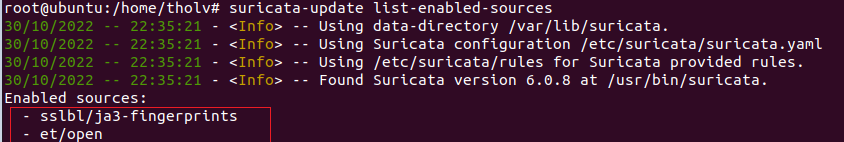 root@ubuntu:/home/tholv# suricata-update list-enabled-sources
30/10/2022 -- 22:35:21 - <Info> -- Using data-directory /var/lib/suricata.
30/10/2022 -- 22:35:21 - <Info> -- Using Suricata configuration /etc/suricata/suricata.yaml
30/10/2022 -- 22:35:21 - <Info> -- Using /etc/suricata/rules for Suricata provided rules.
30/10/2022 -- 22:35:21 - <Info> -- Found Suricata version 6.0.8 at /usr/bin/suricata.
Enabled sources:
  - sslbl/ja3-fingerprints
  - et/open